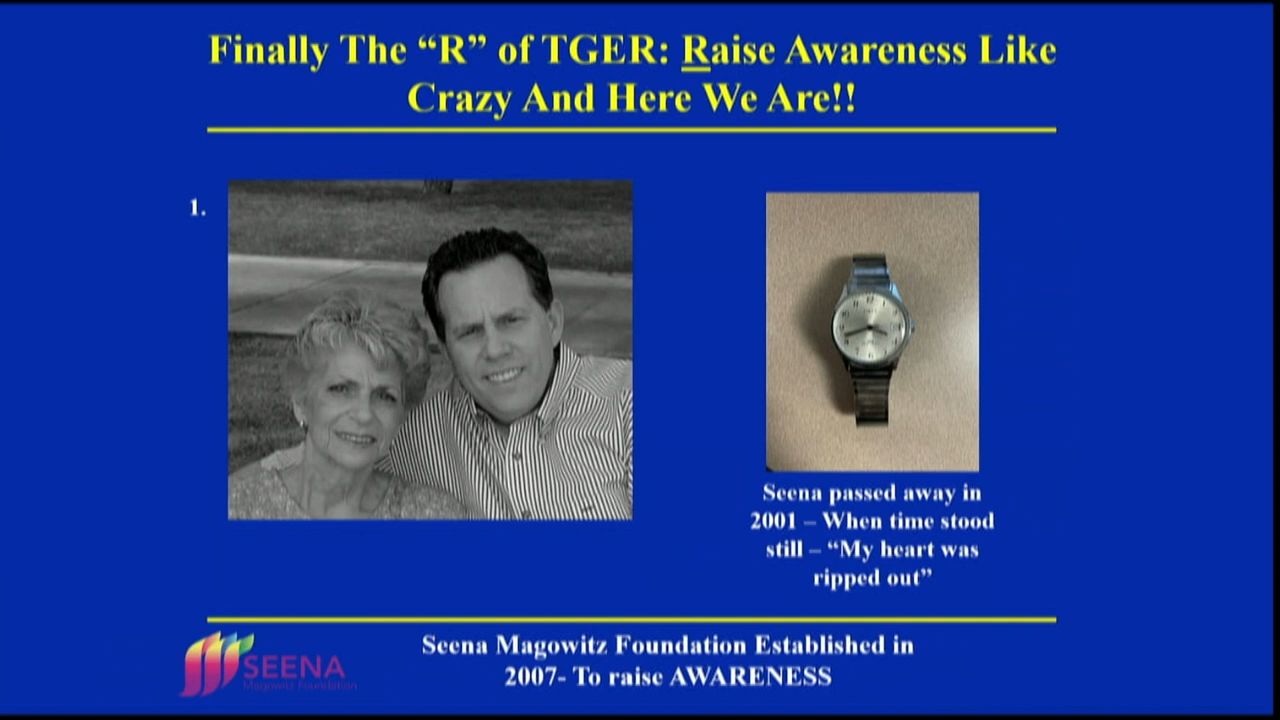 Finally The “R” of TGER: Raise Awareness Like
Crazy And Here We Are!!
1.
Seena passed away in
2001 – When time stood
still – “My heart was
ripped out”
SEENA
Magowitz Foundation
Seena Magowitz Foundation Established in
2007- To raise AWARENESS